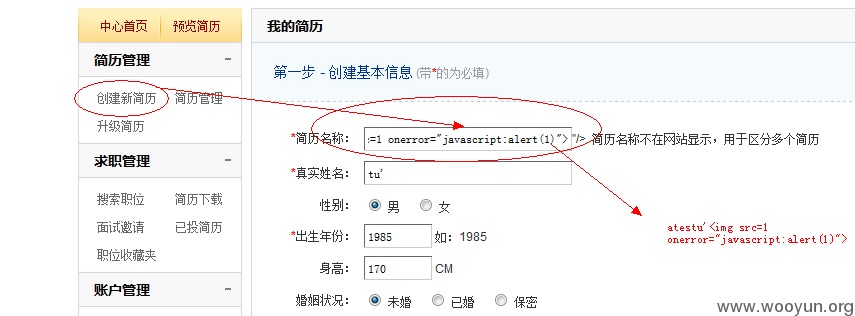 中心首页 预览简历
简历管理 −
创建新简历 简历管理
升级简历
求职管理 −
搜索职位 简历下载
面试邀请 已投简历
职位收藏夹
账户管理 −
我的简历
第一步 - 创建基本信息 (带*的为必填)
*简历名称: :=1 onerror="javascript:alert(1)"> "/> 简历名称不在网站显示，用于区分多个简历
*真实姓名: tu'
性别: 男 女
*出生年份: 1985 如: 1985
身高: 170 CM
婚姻状况: 未婚 已婚 保密
atestu'<img src=1
onerror="javascript:alert(1)">
www.wooyun.org